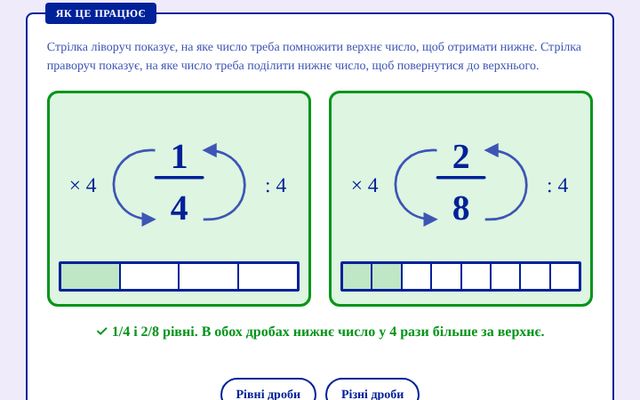 ЯК ЦЕ ПРАЦЮЄ
Стрілка ліворуч показує, на яке число треба помножити верхнє число, щоб отримати нижнє. Стрілка
праворуч показує, на яке число треба поділити нижнє число, щоб повернутися до верхнього.
× 4
1
4
: 4
× 4
2
8
: 4
✓ 1/4 і 2/8 рівні. В обох дробах нижнє число у 4 рази більше за верхнє.
Рівні дроби
Різні дроби